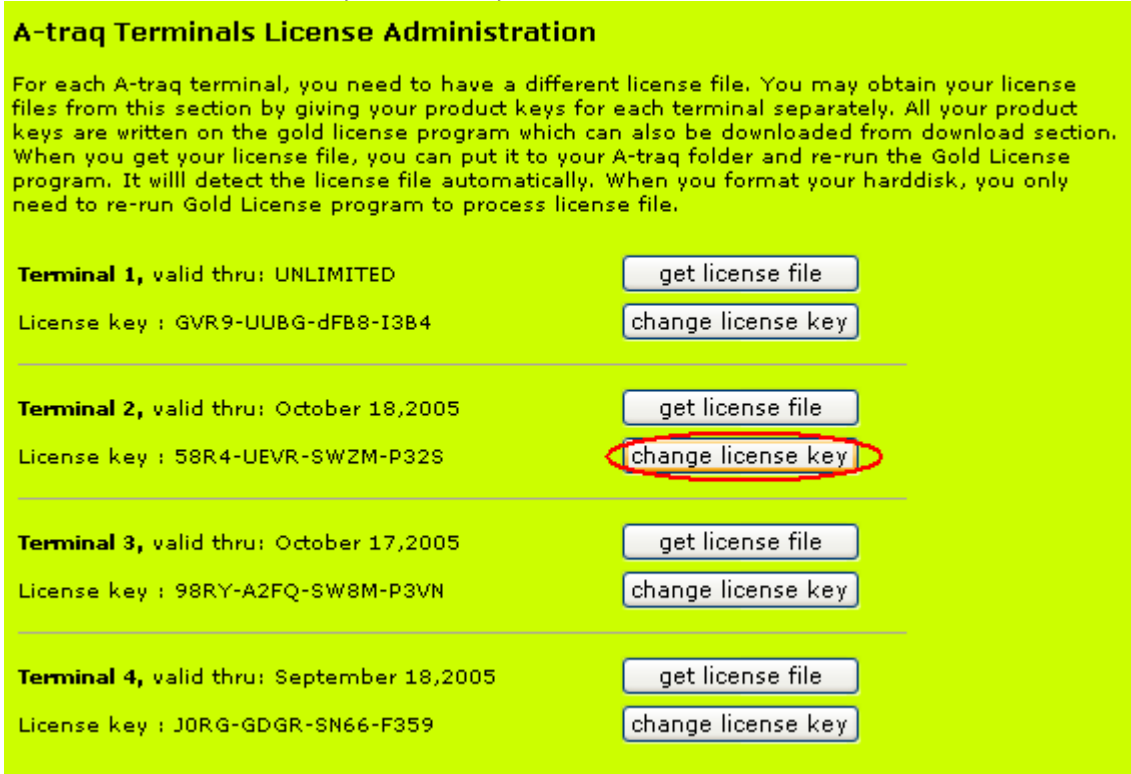 A-traq Terminals License Administration
For each A-traq terminal, you need to have a different license file. You may obtain your license
files from this section by giving your product keys for each terminal separately. All your product
keys are written on the gold license program which can also be downloaded from download section.
When you get your license file, you can put it to your A-traq folder and re-run the Gold License
program. It willl detect the license file automatically. When you format your harddisk, you only
need to re-run Gold License program to process license file.
Terminal 1, valid thru: UNLIMITED
get license file
License key : GVR9-UUBG-dFB8-I3B4
change license key
Terminal 2, valid thru: October 18,2005
get license file
License key : 58R4-UEVR-SWZM-P32S
change license key
Terminal 3, valid thru: October 17,2005
get license file
License key : 98RY-A2FQ-SW8M-P3VN
change license key
Terminal 4, valid thru: September 18,2005
get license file
License key : J0RG-GDGR-SN66-F359
change license key